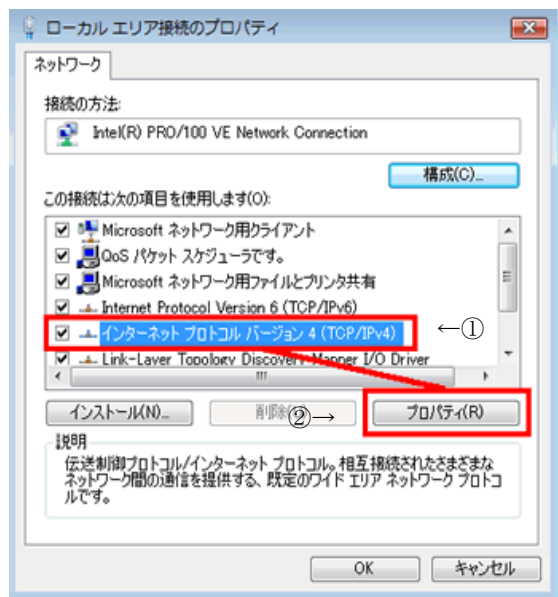 ローカル エリア接続のプロパティ
ネットワーク
接続の方法:
Intel(R) PRO/100 VE Network Connection
構成(C)...
この接続は次の項目を使用します(O):
Microsoft ネットワーク用クライアント
QoS パケット スケジューラです。
Microsoft ネットワーク用ファイルとプリンタ共有
Internet Protocol Version 6 (TCP/IPv6)
インターネット プロトコル バージョン 4 (TCP/IPv4) ←①
Link-Layer Topology Discovery Mapper I/O Driver
インストール(N)... 削除 ②→ プロパティ(R)
説明
伝送制御プロトコル/インターネット プロトコル。相互接続されたさまざまな
ネットワーク間の通信を提供する、既定のワイド エリア ネットワーク プロトコ
ルです。
OK キャンセル